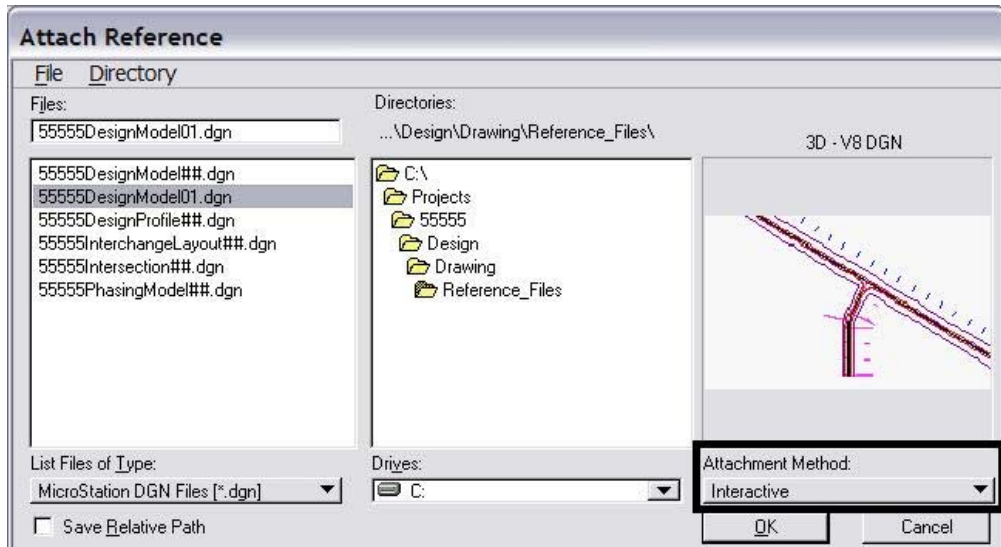 Attach Reference
File Directory
Files:
55555DesignModel01.dgn
55555DesignModel##.dgn
55555DesignModel01.dgn
55555DesignProfile##.dgn
55555InterchangeLayout##.dgn
55555Intersection##.dgn
55555PhasingModel##.dgn
List Files of Type:
MicroStation DGN Files [*.dgn]
Save Relative Path
Directories:
...\Design\Drawing\Reference_Files\
C:\
Projects
55555
Design
Drawing
Reference_Files
Drives:
C:
3D - V8 DGN
Attachment Method:
Interactive
OK Cancel